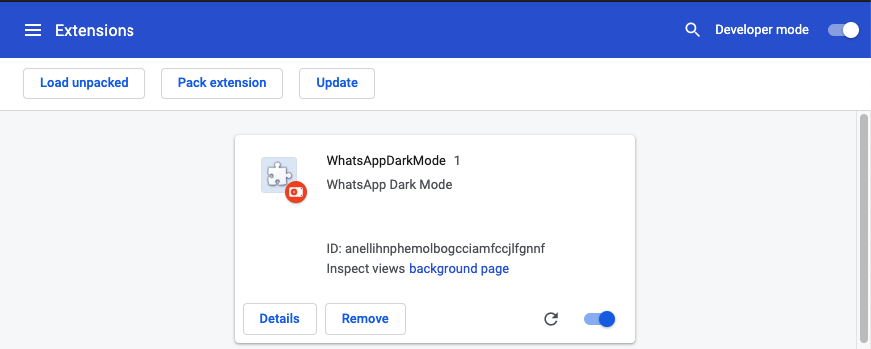 Extensions
Developer mode
Load unpacked
Pack extension
Update
WhatsAppDarkMode 1
WhatsApp Dark Mode
ID: anellihnphemolbogcciamfccjlfgnnf
Inspect views background page
Details
Remove